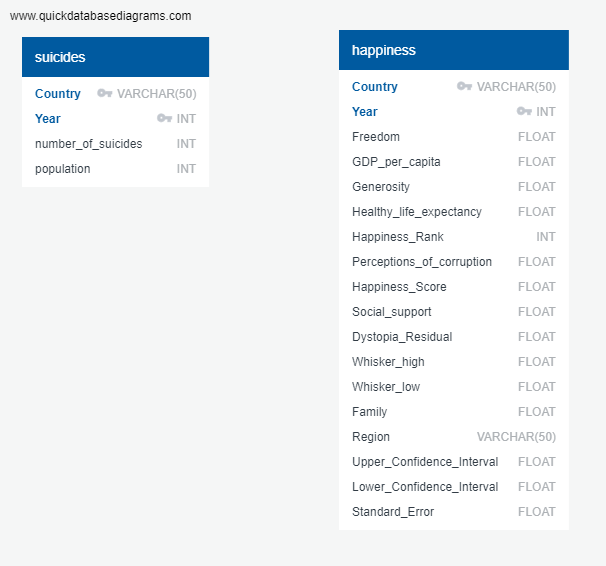 www.quickdatabasediagrams.com
suicides
Country VARCHAR(50)
Year INT
number_of_suicides INT
population INT
happiness
Country VARCHAR(50)
Year INT
Freedom FLOAT
GDP_per_capita FLOAT
Generosity FLOAT
Healthy_life_expectancy FLOAT
Happiness_Rank INT
Perceptions_of_corruption FLOAT
Happiness_Score FLOAT
Social_support FLOAT
Dystopia_Residual FLOAT
Whisker_high FLOAT
Whisker_low FLOAT
Family FLOAT
Region VARCHAR(50)
Upper_Confidence_Interval FLOAT
Lower_Confidence_Interval FLOAT
Standard_Error FLOAT